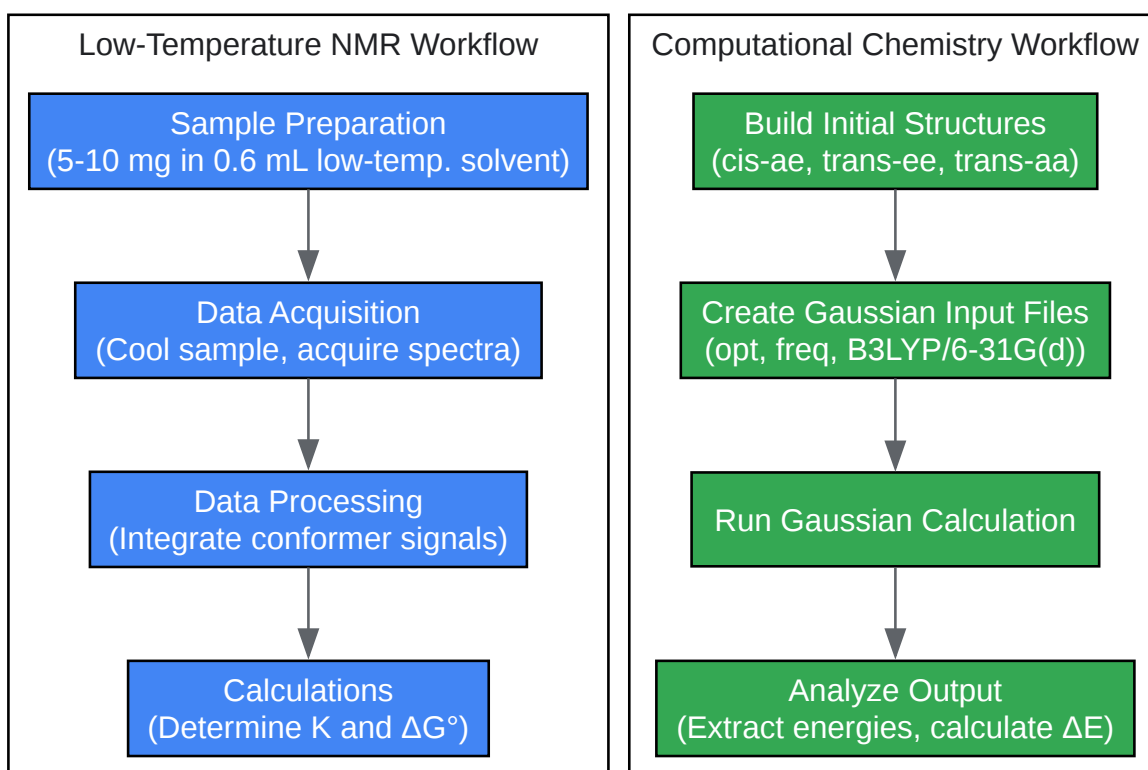 Low-Temperature NMR Workflow
Sample Preparation
(5-10 mg in 0.6 mL low-temp. solvent)
Data Acquisition
(Cool sample, acquire spectra)
Data Processing
(Integrate conformer signals)
Calculations
(Determine K and ΔG°)
Computational Chemistry Workflow
Build Initial Structures
(cis-ae, trans-ee, trans-aa)
Create Gaussian Input Files
(opt, freq, B3LYP/6-31G(d))
Run Gaussian Calculation
Analyze Output
(Extract energies, calculate ΔE)